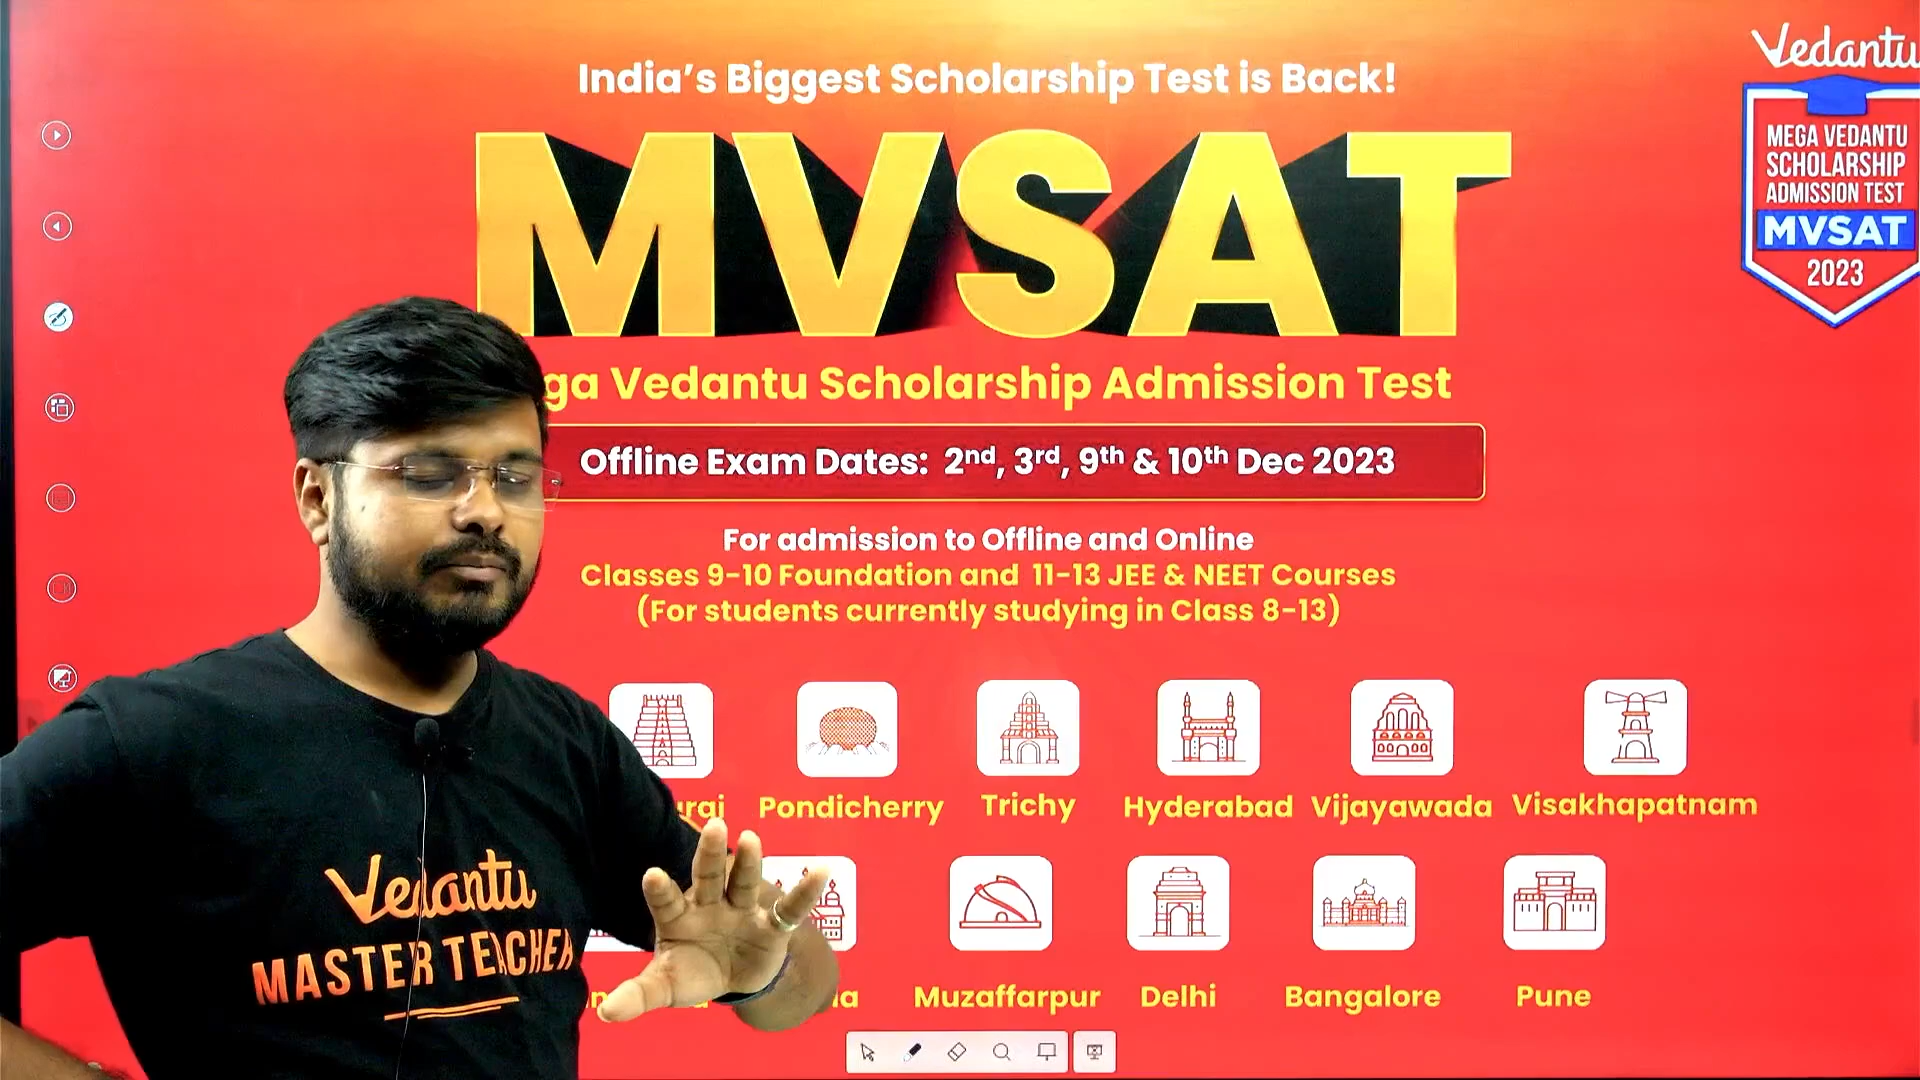 India's Biggest Scholarship Test is Back!
MVSAT
Vedantu Scholarship Admission Test
Offline Exam Dates: 2nd, 3rd, 9th & 10th Dec 2023
For admission to Offline and Online
Classes 9-10 Foundation and 11-13 JEE & NEET Courses
(For students currently studying in Class 8-13)
Pondicherry Trichy Hyderabad Vijayawada Visakhapatnam
Muzaffarpur Delhi Bangalore Pune
Vedantu
MEGA VEDANTU
SCHOLARSHIP
ADMISSION TEST
MVSAT
2023
Vedantu
MASTER TEACHER